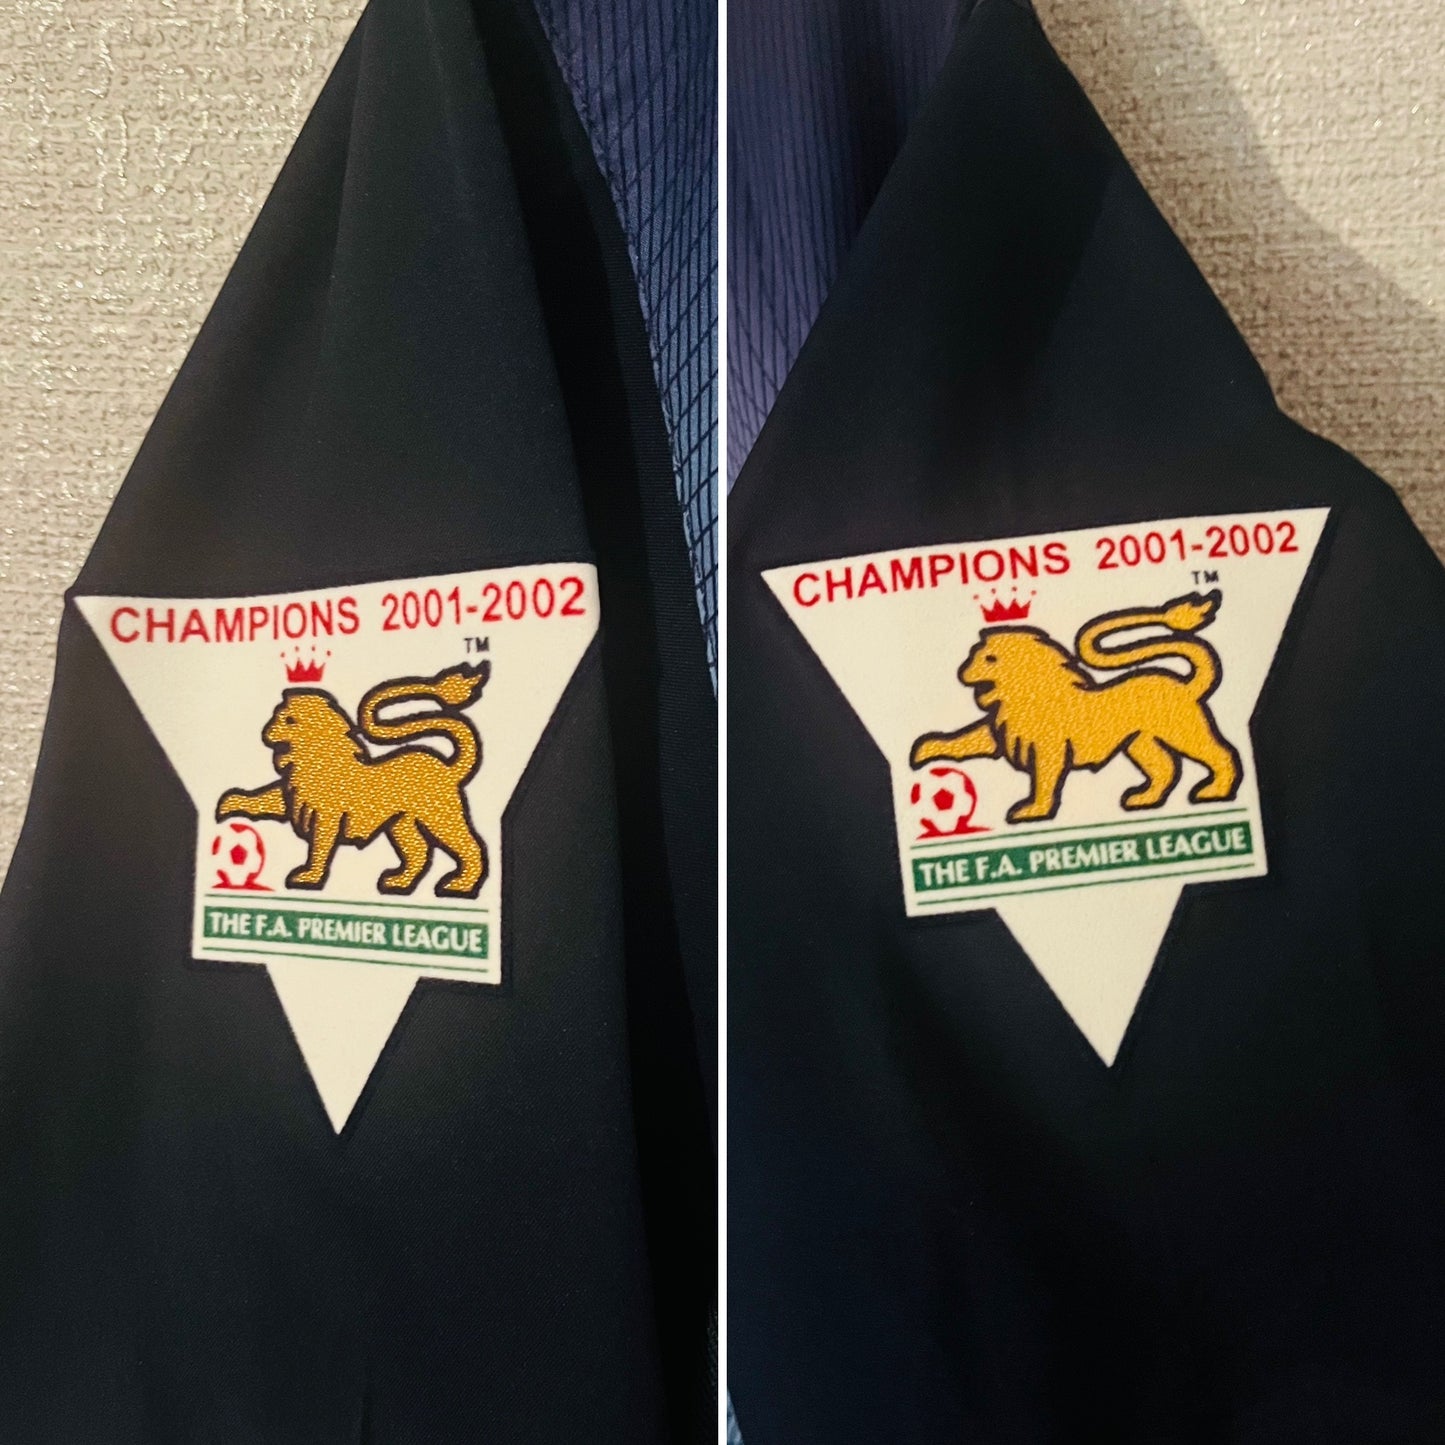 CHAMPIONS 2001-2002
TM
THE F.A. PREMIER LEAGUE
CHAMPIONS 2001-2002
TM
THE F.A. PREMIER LEAGUE